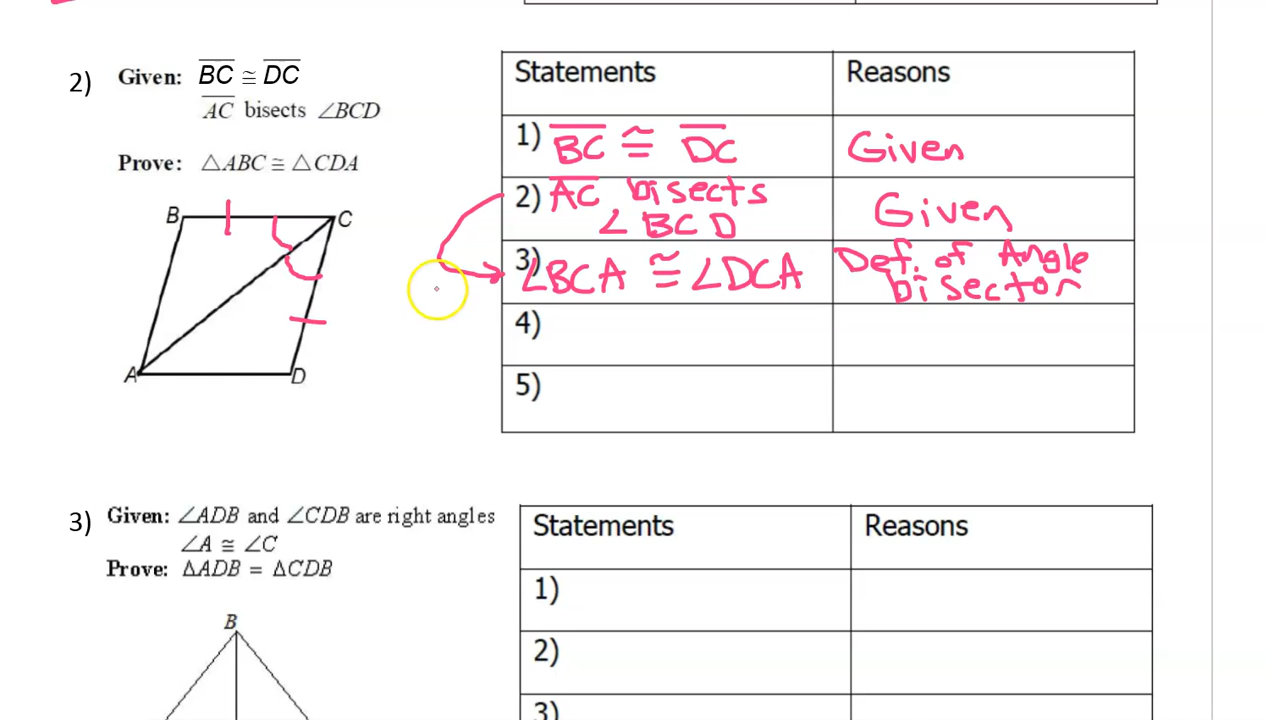 2) Given: BC ≅ DC
AC bisects ∠BCD
Prove: △ABC ≅ △CDA
B
C
A
D
Statements
Reasons
1) BC ≅ DC
Given
2) AC bisects
∠ BCD
Given
3) ∠BCA ≅ ∠DCA
Def. of Angle
bisector
4)
5)
3) Given: ∠ADB and ∠CDB are right angles
∠A ≅ ∠C
Prove: ΔADB = ΔCDB
B
Statements
Reasons
1)
2)
3)